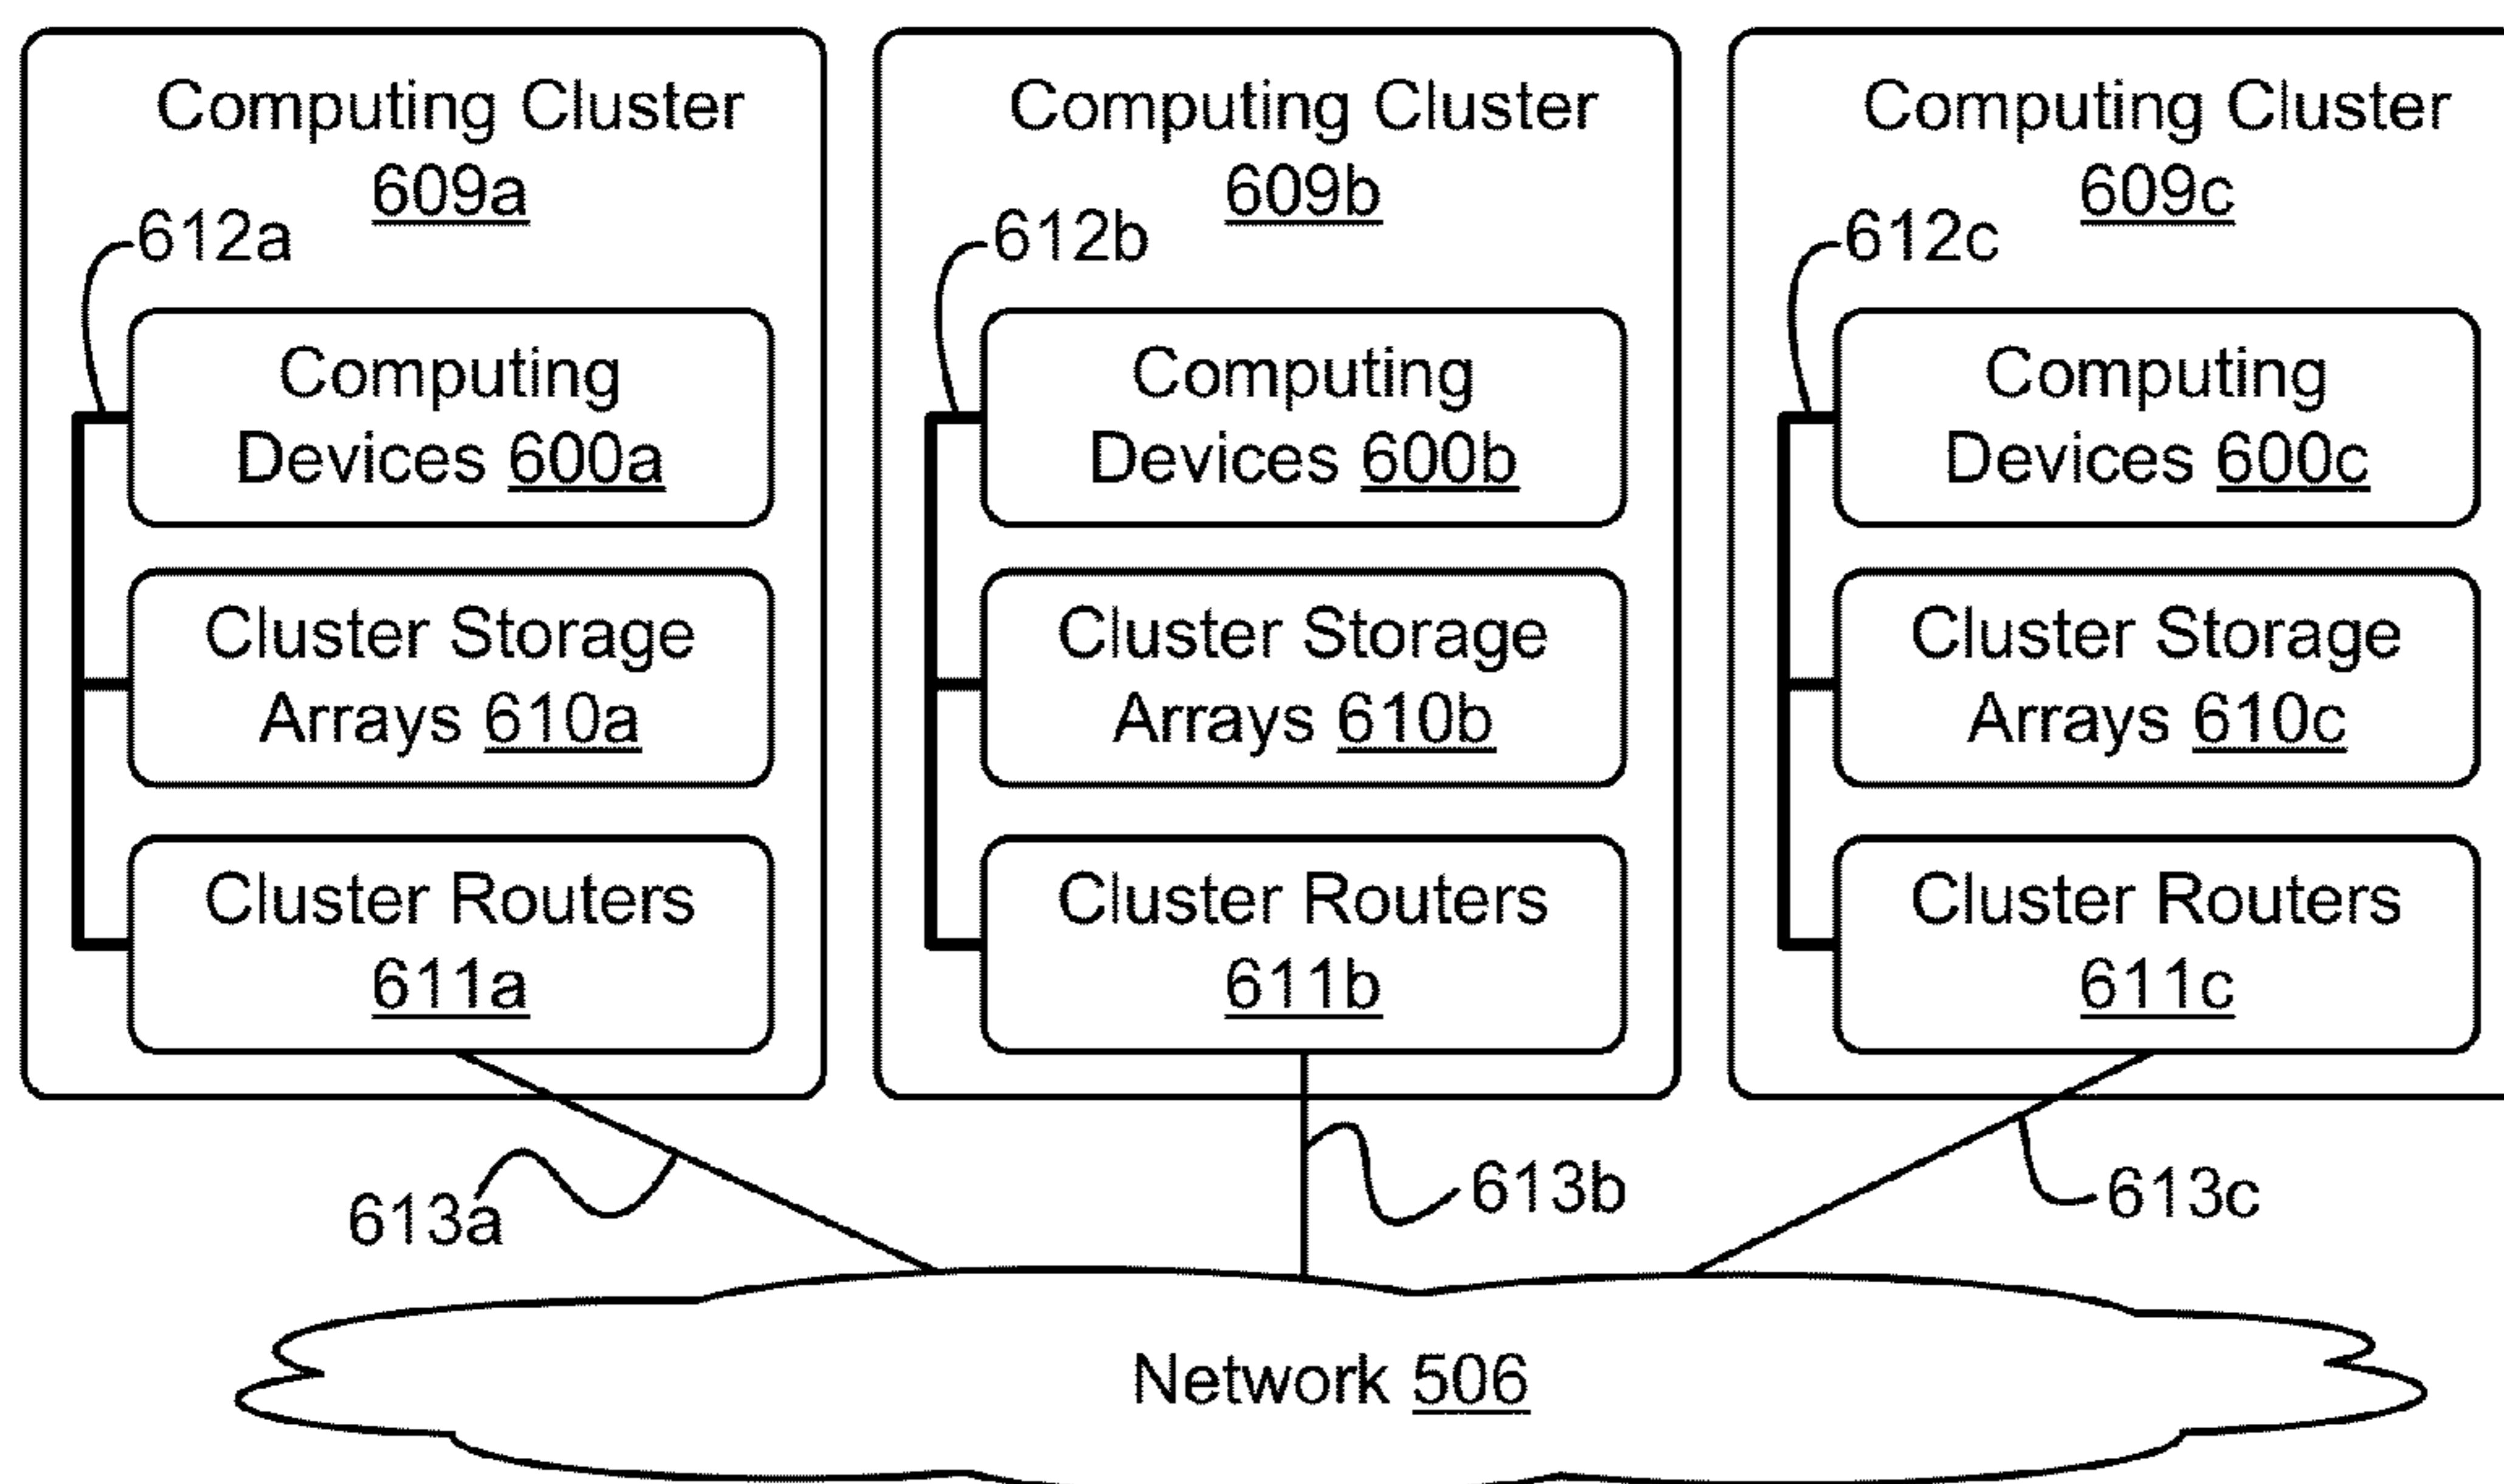 Computing Cluster
609a
612a
Computing
Devices 600a
Cluster Storage
Arrays 610a
Cluster Routers
611a
Computing Cluster
609b
612b
Computing
Devices 600b
Cluster Storage
Arrays 610b
Cluster Routers
611b
Computing Cluster
609c
612c
Computing
Devices 600c
Cluster Storage
Arrays 610c
Cluster Routers
611c
613a
613b
613c
Network 506